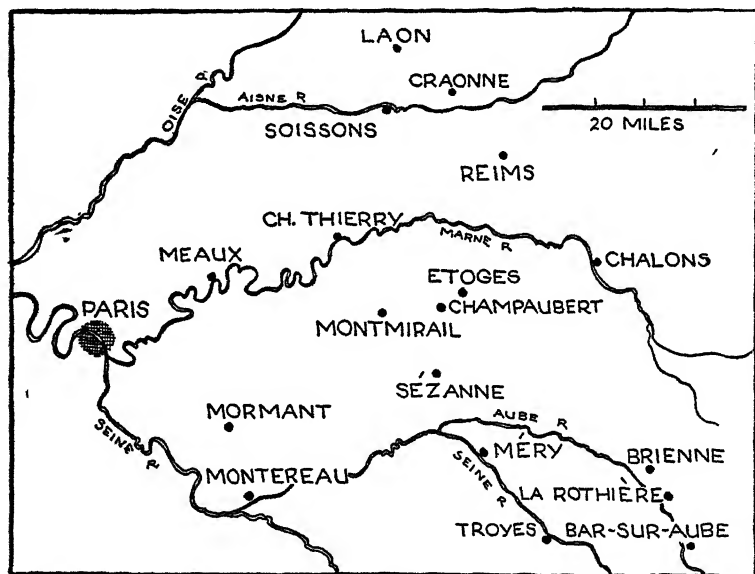 LAON
CRAONNE
OISE R.
AISNE R
SOISSONS
20 MILES
REIMS
CH. THIERRY
MARNE R
MEAUX
CHALONS
ETOGES
PARIS
CHAMPAUBERT
MONTMIRAIL
SÉZANNE
MORMANT
AUBE R
SEINE R
MÉRY
BRIENNE
MONTEREAU
SEINE R
LA ROTHIÈRE
TROYES
BAR-SUR-AUBE